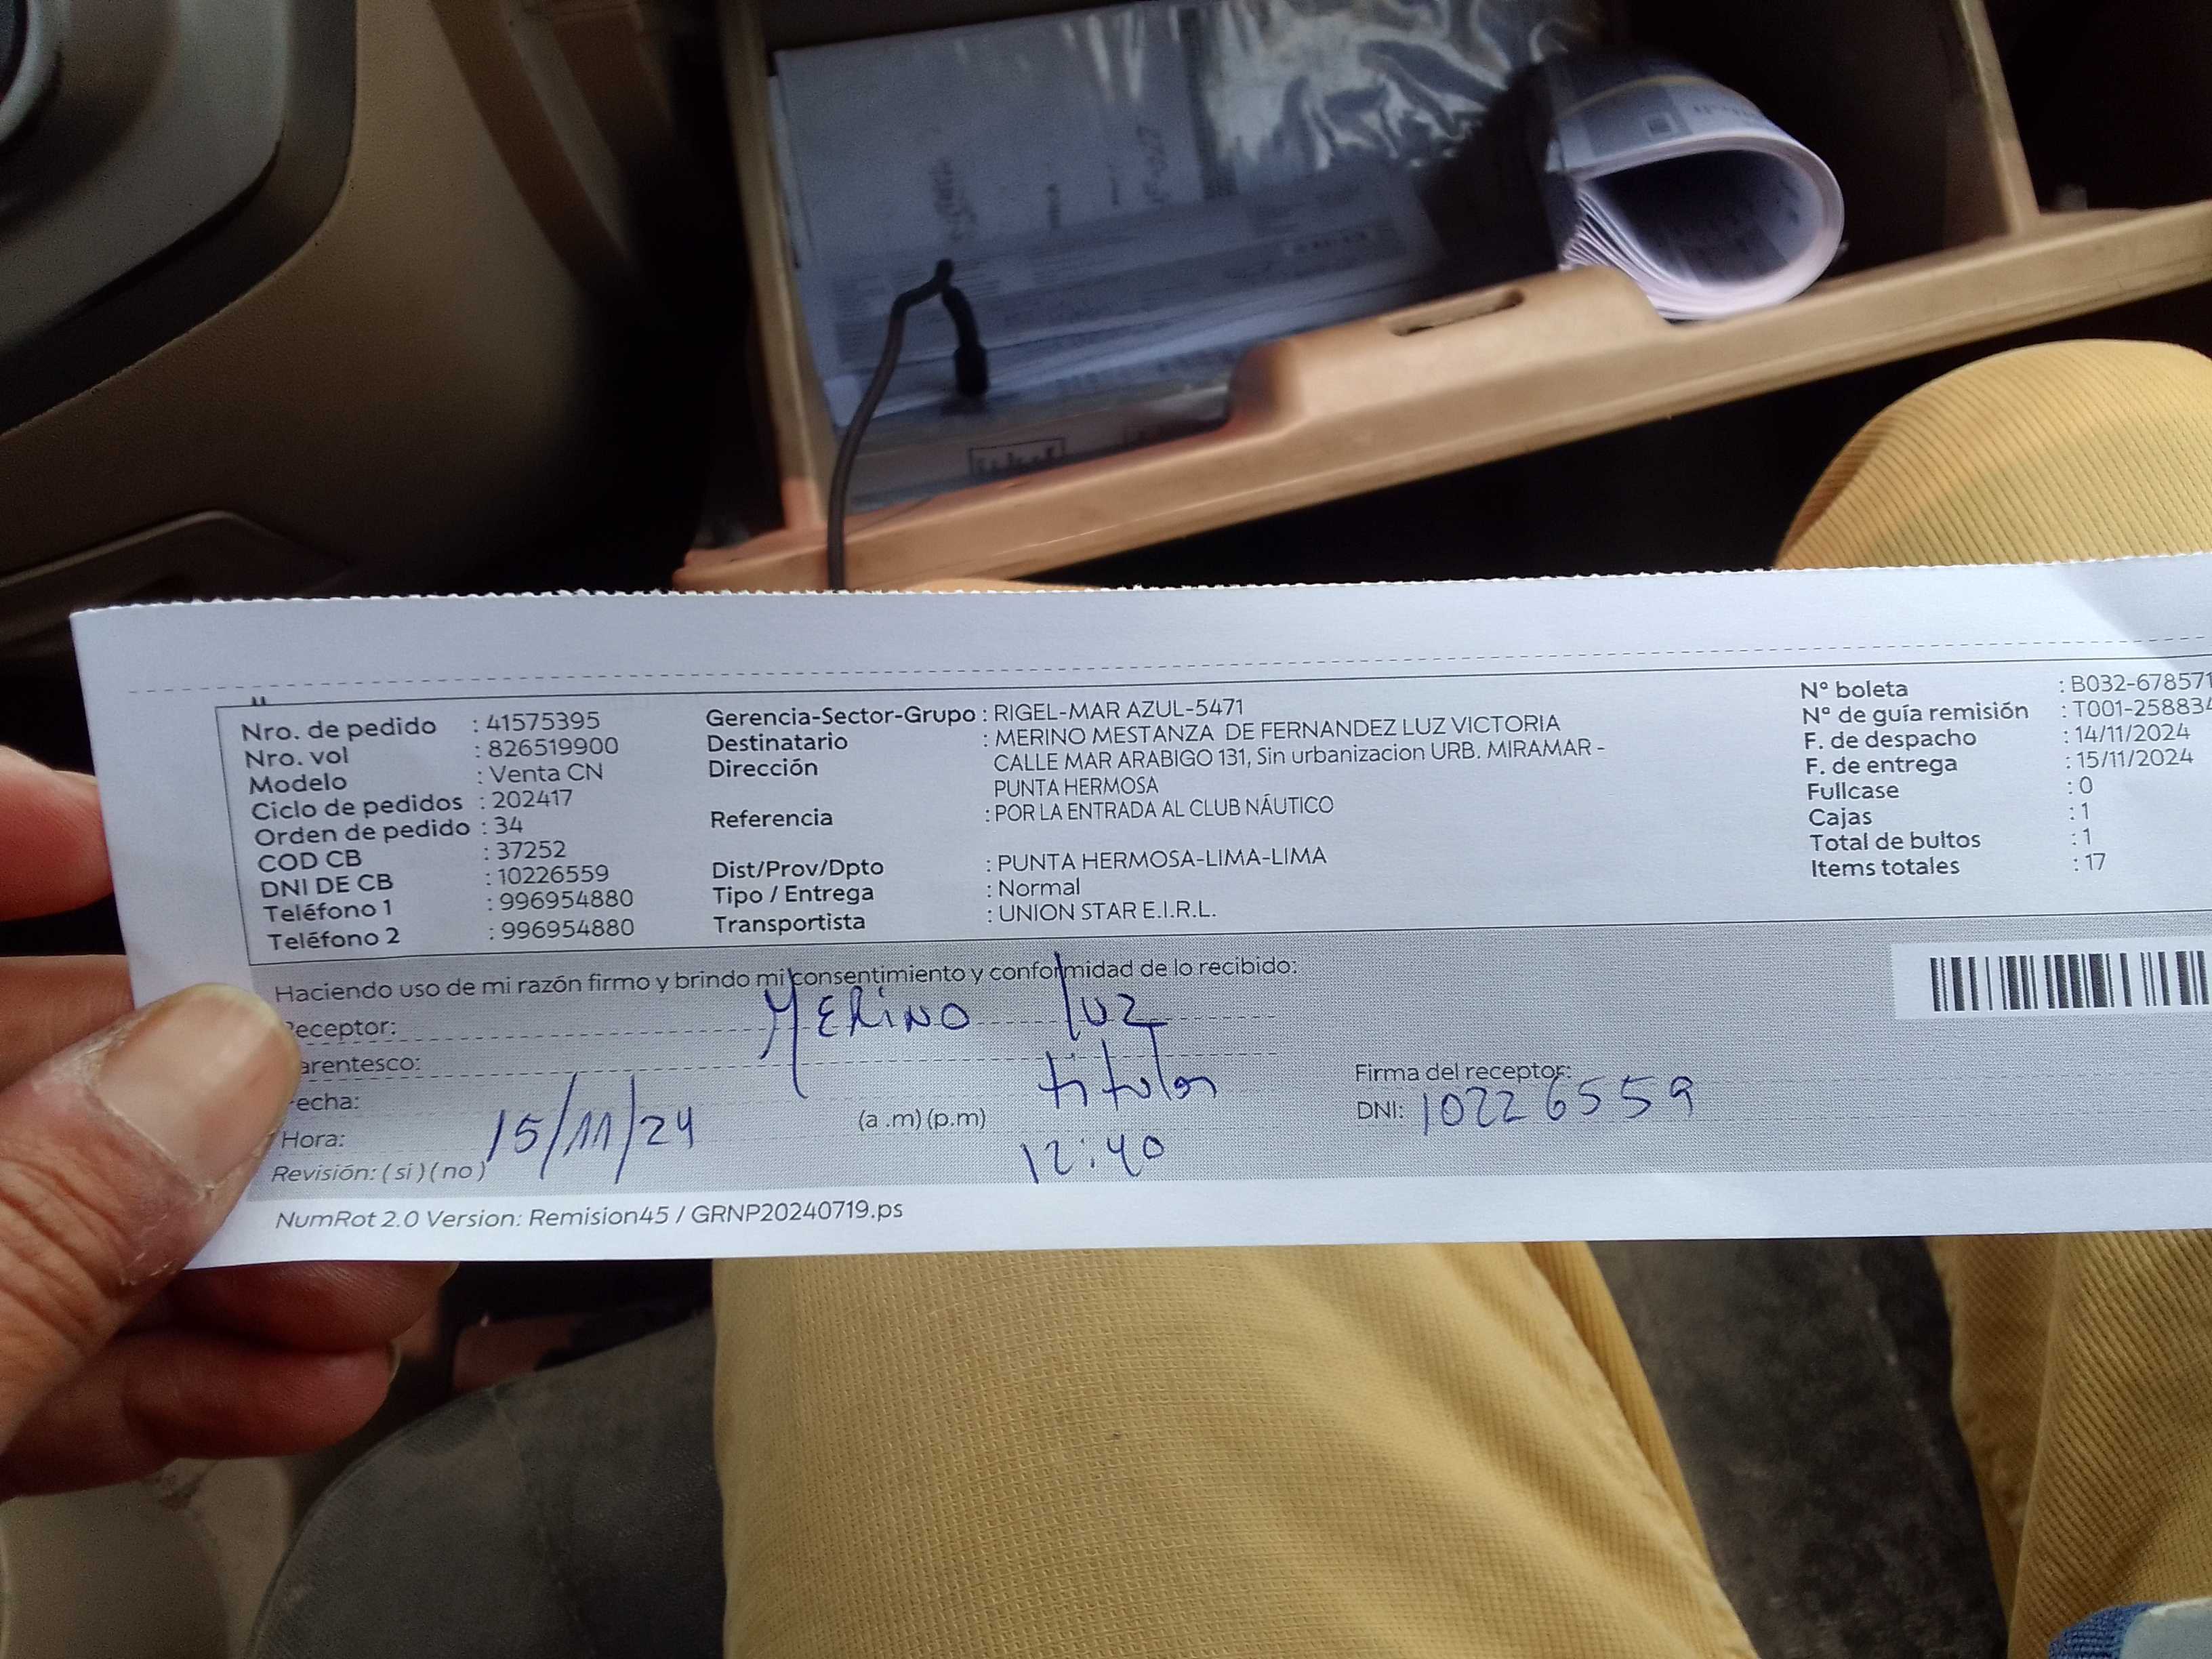 Nro. de pedido : 41575395
Nro. vol : 826519900
Modelo : Venta CN
Ciclo de pedidos : 202417
Orden de pedido : 34
COD CB : 37252
DNI DE CB : 10226559
Teléfono 1 : 996954880
Teléfono 2 : 996954880
Gerencia-Sector-Grupo : RIGEL-MAR AZUL-5471
Destinatario : MERINO MESTANZA DE FERNANDEZ LUZ VICTORIA
Dirección CALLE MAR ARABIGO 131, Sin urbanizacion URB. MIRAMAR -
PUNTA HERMOSA
Referencia : POR LA ENTRADA AL CLUB NÁUTICO
Dist/Prov/Dpto : PUNTA HERMOSA-LIMA-LIMA
Tipo / Entrega : Normal
Transportista : UNION STAR E.I.R.L.
N° boleta : B032-678571
N° de guía remisión : T001-258834
F. de despacho : 14/11/2024
F. de entrega : 15/11/2024
Fullcase : 0
Cajas : 1
Total de bultos : 1
Items totales : 17
Haciendo uso de mi razón firmo y brindo mi consentimiento y conformidad de lo recibido:
Receptor: MERINO LUZ
arentesco: titular
echa: 15/11/24
Hora: (a .m) (p.m) 12:40
Firma del receptor:
DNI: 10226559
Revisión: ( si ) ( no )
NumRot 2.0 Version: Remision45 / GRNP20240719.ps